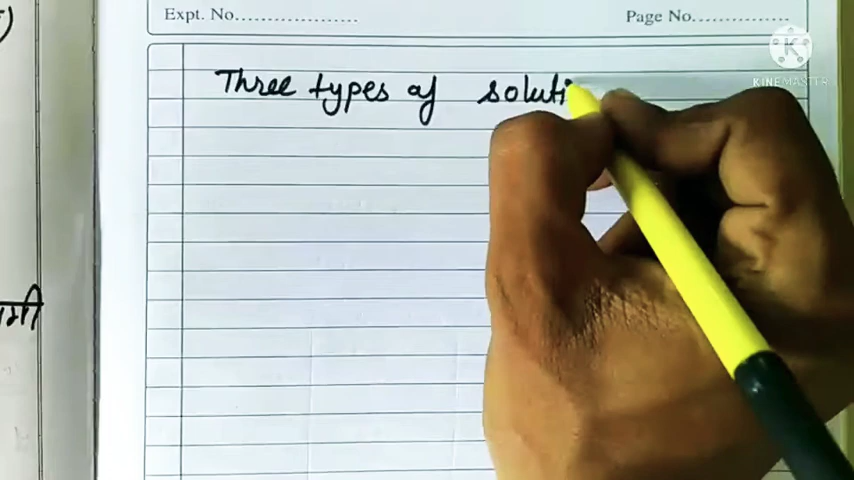 Expt. No.................... Page No.................
Three types of soluti
KINEMASTER